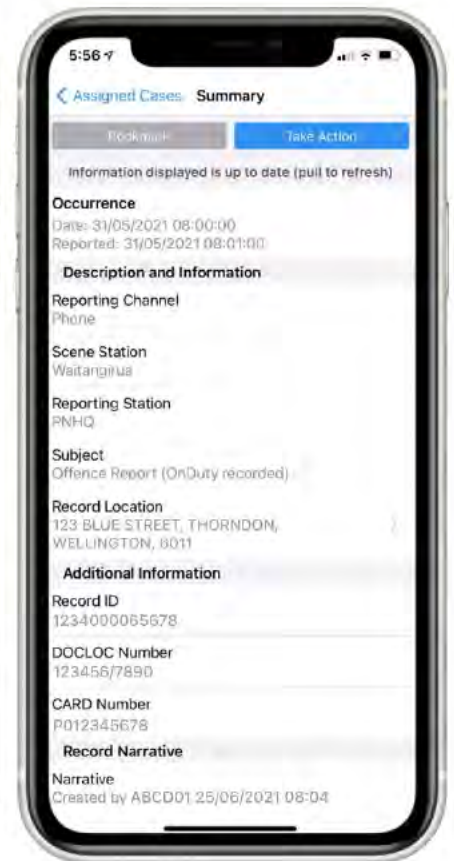 5:56
Assigned Cases Summary
Bookmark Take Action
Information displayed is up to date (pull to refresh)
Occurrence
Date: 31/05/2021 08:00:00
Reported: 31/05/2021 08:01:00
Description and Information
Reporting Channel
Phone
Scene Station
Waitangirua
Reporting Station
PNHQ
Subject
Offence Report (OnDuty recorded)
Record Location
123 BLUE STREET, THORNDON,
WELLINGTON, 6011
Additional Information
Record ID
1234000065678
DOCLOC Number
123456/7890
CARD Number
P012345678
Record Narrative
Narrative
Created by ABCD01 25/06/2021 08:04